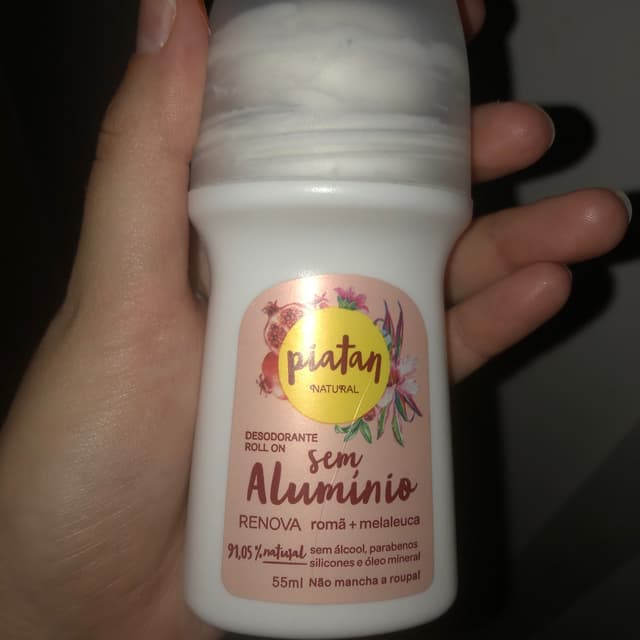 piatan
NATURAL
DESODORANTE
ROLL ON
sem
Alumínio
RENOVA romã + melaleuca
91,05 % natural sem álcool, parabenos
silicones e óleo mineral
55ml Não mancha a roupa!